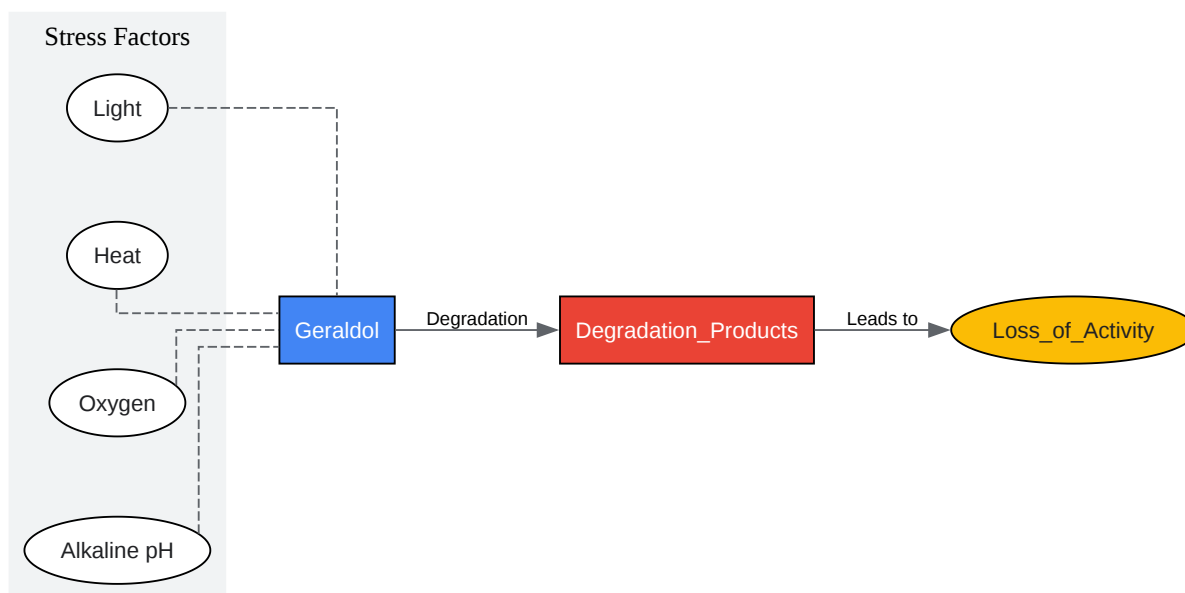 Stress Factors
Light
Heat
Oxygen
Alkaline pH
Geraldol
Degradation
Degradation_Products
Leads to
Loss_of_Activity